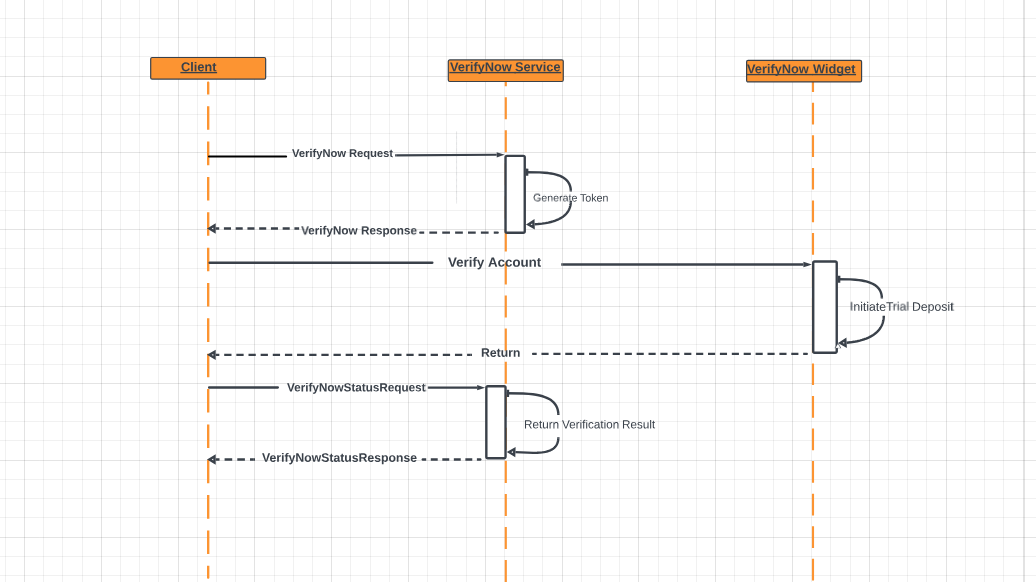 Client
VerifyNow Service
VerifyNow Widget
VerifyNow Request
Generate Token
VerifyNow Response
Verify Account
InitiateTrial Deposit
Return
VerifyNowStatusRequest
Return Verification Result
VerifyNowStatusResponse